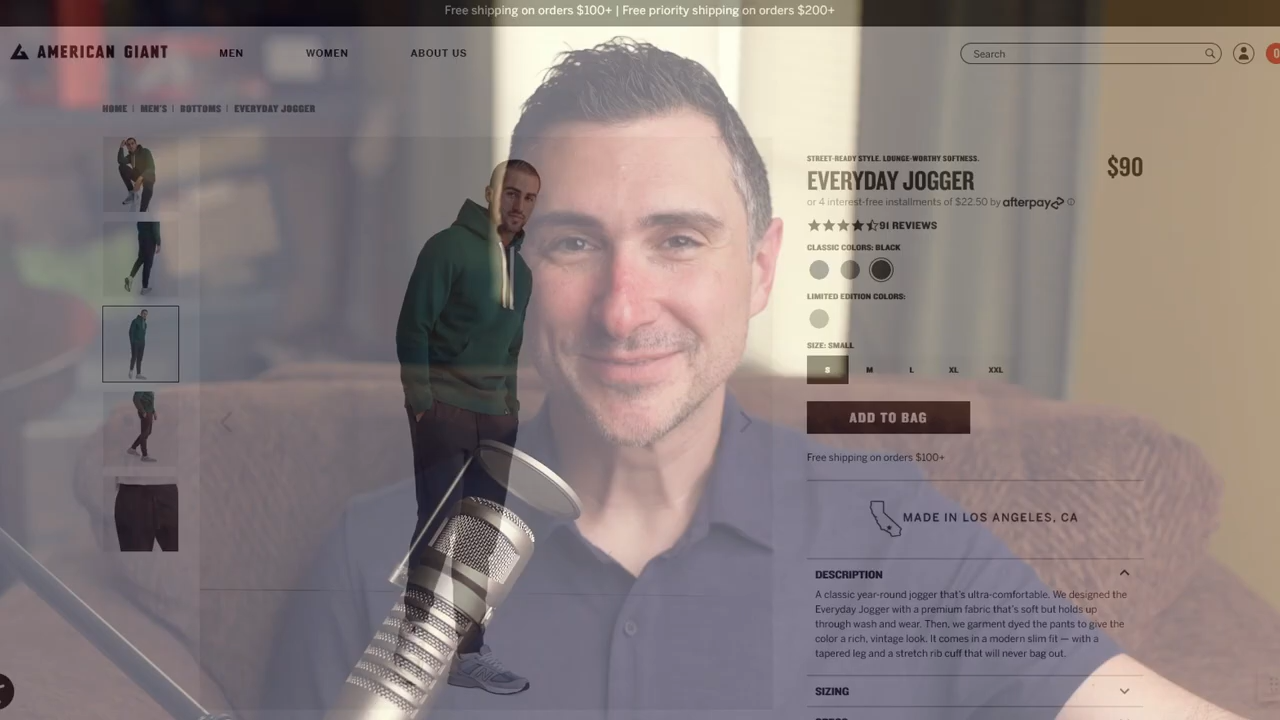 Free shipping on orders $100+ | Free priority shipping on orders $200+
AMERICAN GIANT MEN WOMEN ABOUT US Search 0
HOME | MEN'S | BOTTOMS | EVERYDAY JOGGER
STREET-READY STYLE. LOUNGE-WORTHY SOFTNESS.
EVERYDAY JOGGER $90
or 4 interest-free installments of $22.50 by afterpay
91 REVIEWS
CLASSIC COLORS: BLACK
LIMITED EDITION COLORS:
SIZE: SMALL
S M L XL XXL
ADD TO BAG
Free shipping on orders $100+
MADE IN LOS ANGELES, CA
DESCRIPTION
A classic year-round jogger that's ultra-comfortable. We designed the
Everyday Jogger with a premium fabric that's soft but holds up
through wash and wear. Then, we garment dyed the pants to give the
color a rich, vintage look. It comes in a modern slim fit — with a
tapered leg and a stretch rib cuff that will never bag out.
SIZING